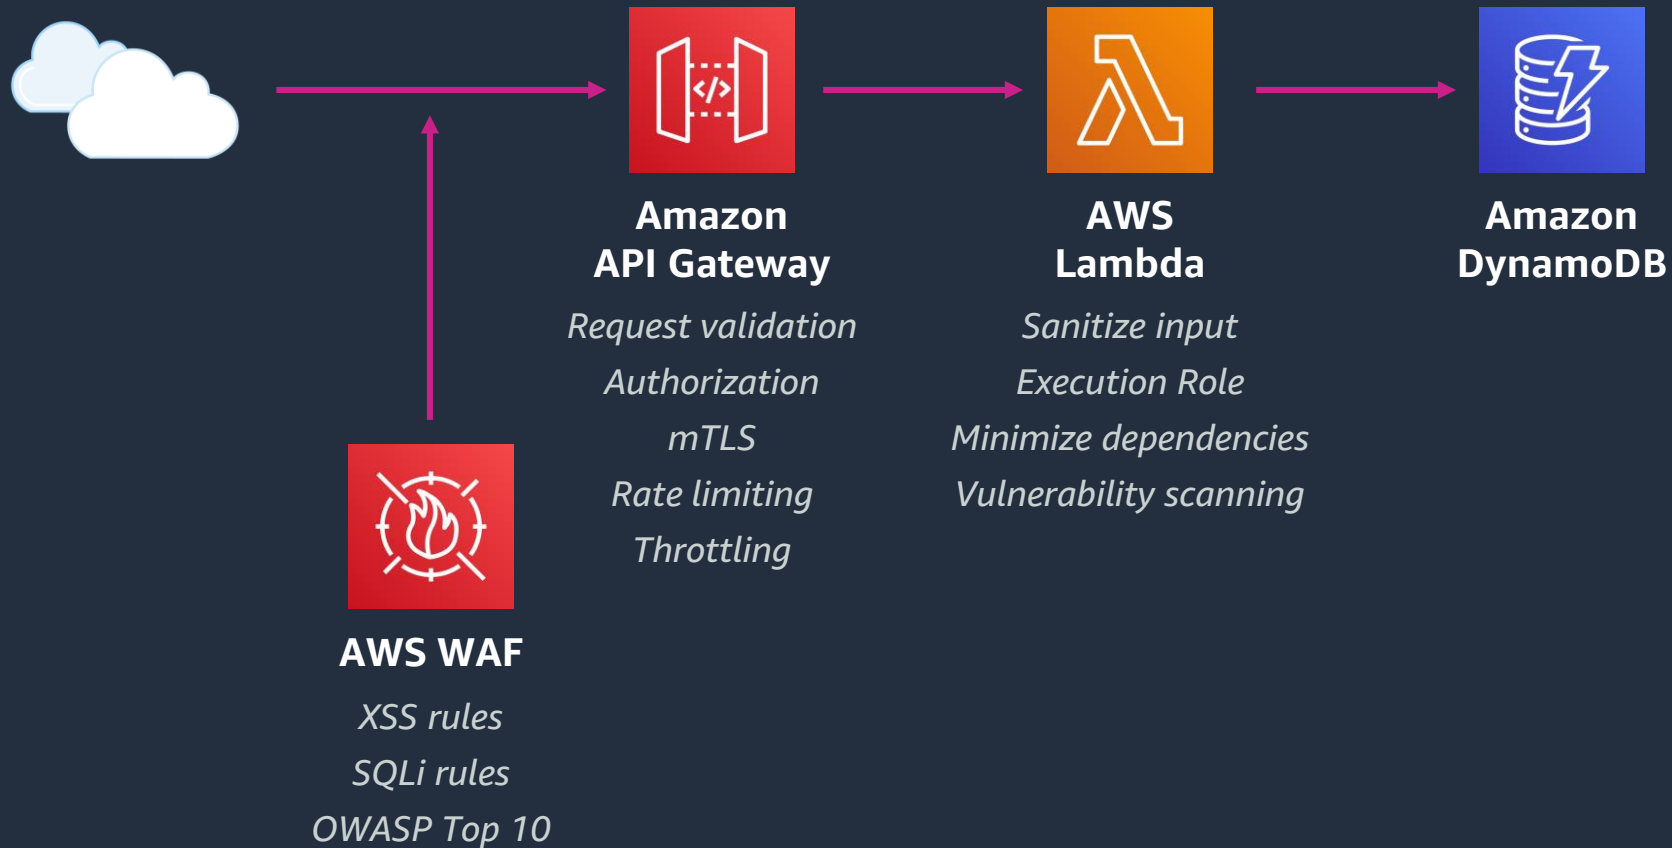 </>
Amazon
API Gateway
Request validation
Authorization
mTLS
Rate limiting
Throttling
AWS
Lambda
Sanitize input
Execution Role
Minimize dependencies
Vulnerability scanning
Amazon
DynamoDB
AWS WAF
XSS rules
SQLi rules
OWASP Top 10